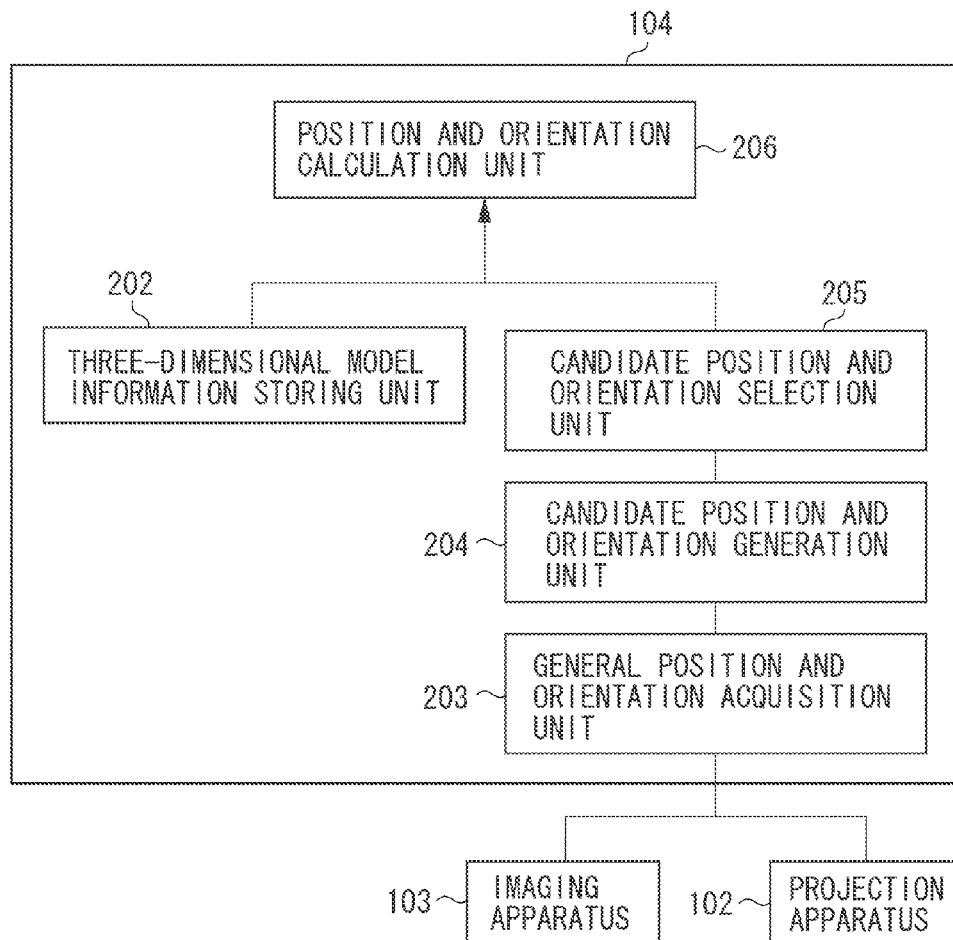 104
POSITION AND ORIENTATION
CALCULATION UNIT
206
202
THREE-DIMENSIONAL MODEL
INFORMATION STORING UNIT
205
CANDIDATE POSITION AND
ORIENTATION SELECTION
UNIT
204
CANDIDATE POSITION AND
ORIENTATION GENERATION
UNIT
203
GENERAL POSITION AND
ORIENTATION ACQUISITION
UNIT
103
IMAGING
APPARATUS
102
PROJECTION
APPARATUS